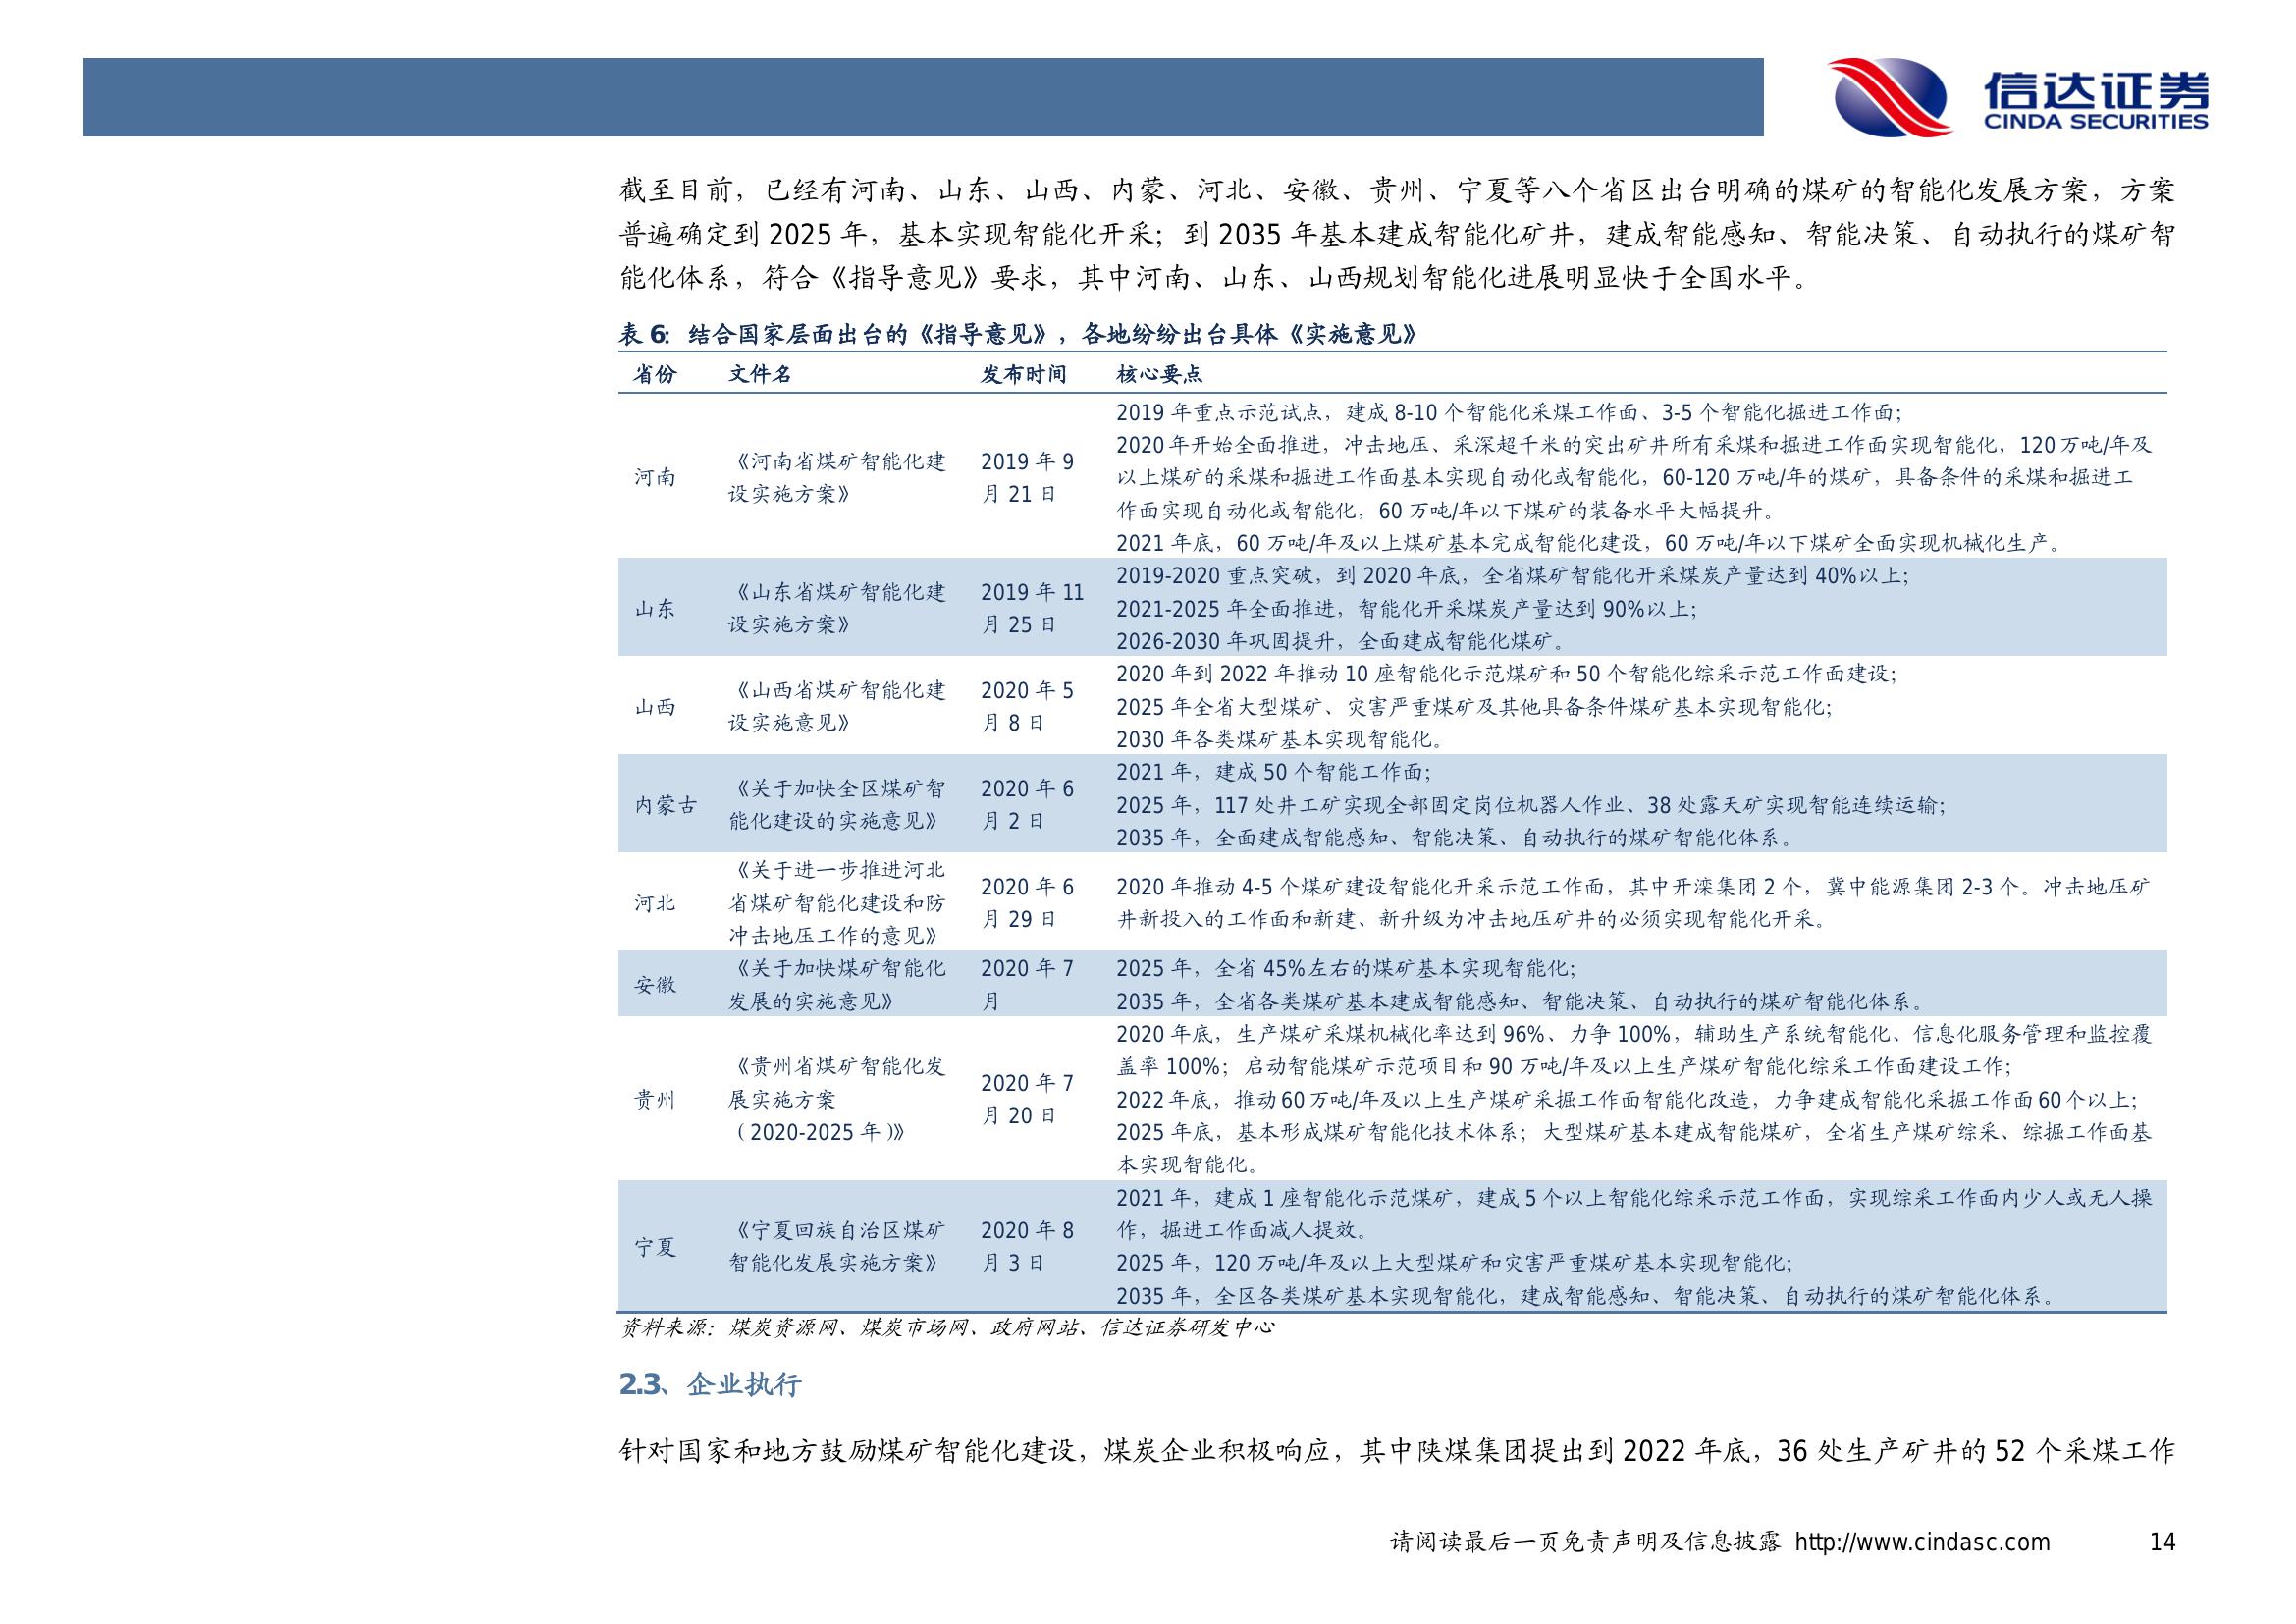 信达证券
CINDA SECURITIES
截至目前，已经有河南、山东、山西、内蒙、河北、安徽、贵州、宁夏等八个省区出台明确的煤矿的智能化发展方案，方案
普遍确定到 2025 年，基本实现智能化开采；到 2035 年基本建成智能化矿井，建成智能感知、智能决策、自动执行的煤矿智
能化体系，符合《指导意见》要求，其中河南、山东、山西规划智能化进展明显快于全国水平。
表 6：结合国家层面出台的《指导意见》，各地纷纷出台具体《实施意见》
省份 文件名 发布时间 核心要点
河南
《河南省煤矿智能化建
设实施方案》
2019 年 9
月 21 日
2019 年重点示范试点，建成 8-10 个智能化采煤工作面、3-5 个智能化掘进工作面；
2020 年开始全面推进，冲击地压、采深超千米的突出矿井所有采煤和掘进工作面实现智能化，120 万吨/年及
以上煤矿的采煤和掘进工作面基本实现自动化或智能化，60-120 万吨/年的煤矿，具备条件的采煤和掘进工
作面实现自动化或智能化，60 万吨/年以下煤矿的装备水平大幅提升。
2021 年底，60 万吨/年及以上煤矿基本完成智能化建设，60 万吨/年以下煤矿全面实现机械化生产。
山东
《山东省煤矿智能化建
设实施方案》
2019 年 11
月 25 日
2019-2020 重点突破，到 2020 年底，全省煤矿智能化开采煤炭产量达到 40%以上；
2021-2025 年全面推进，智能化开采煤炭产量达到 90%以上；
2026-2030 年巩固提升，全面建成智能化煤矿。
山西
《山西省煤矿智能化建
设实施意见》
2020 年 5
月 8 日
2020 年到 2022 年推动 10 座智能化示范煤矿和 50 个智能化综采示范工作面建设；
2025 年全省大型煤矿、灾害严重煤矿及其他具备条件煤矿基本实现智能化；
2030 年各类煤矿基本实现智能化。
内蒙古
《关于加快全区煤矿智
能化建设的实施意见》
2020 年 6
月 2 日
2021 年，建成 50 个智能工作面；
2025 年，117 处井工矿实现全部固定岗位机器人作业、38 处露天矿实现智能连续运输；
2035 年，全面建成智能感知、智能决策、自动执行的煤矿智能化体系。
河北
《关于进一步推进河北
省煤矿智能化建设和防
冲击地压工作的意见》
2020 年 6
月 29 日
2020 年推动 4-5 个煤矿建设智能化开采示范工作面，其中开滦集团 2 个，冀中能源集团 2-3 个。冲击地压矿
井新投入的工作面和新建、新升级为冲击地压矿井的必须实现智能化开采。
安徽
《关于加快煤矿智能化
发展的实施意见》
2020 年 7
月
2025 年，全省 45%左右的煤矿基本实现智能化；
2035 年，全省各类煤矿基本建成智能感知、智能决策、自动执行的煤矿智能化体系。
贵州
《贵州省煤矿智能化发
展实施方案
（2020-2025 年）》
2020 年 7
月 20 日
2020 年底，生产煤矿采煤机械化率达到 96%、力争 100%，辅助生产系统智能化、信息化服务管理和监控覆
盖率 100%；启动智能煤矿示范项目和 90 万吨/年及以上生产煤矿智能化综采工作面建设工作；
2022 年底，推动 60 万吨/年及以上生产煤矿采掘工作面智能化改造，力争建成智能化采掘工作面 60 个以上；
2025 年底，基本形成煤矿智能化技术体系；大型煤矿基本建成智能煤矿，全省生产煤矿综采、综掘工作面基
本实现智能化。
宁夏
《宁夏回族自治区煤矿
智能化发展实施方案》
2020 年 8
月 3 日
2021 年，建成 1 座智能化示范煤矿，建成 5 个以上智能化综采示范工作面，实现综采工作面内少人或无人操
作，掘进工作面减人提效。
2025 年，120 万吨/年及以上大型煤矿和灾害严重煤矿基本实现智能化；
2035 年，全区各类煤矿基本实现智能化，建成智能感知、智能决策、自动执行的煤矿智能化体系。
资料来源：煤炭资源网、煤炭市场网、政府网站、信达证券研发中心
2.3、企业执行
针对国家和地方鼓励煤矿智能化建设，煤炭企业积极响应，其中陕煤集团提出到 2022 年底，36 处生产矿井的 52 个采煤工作
请阅读最后一页免责声明及信息披露 http://www.cindasc.com 14